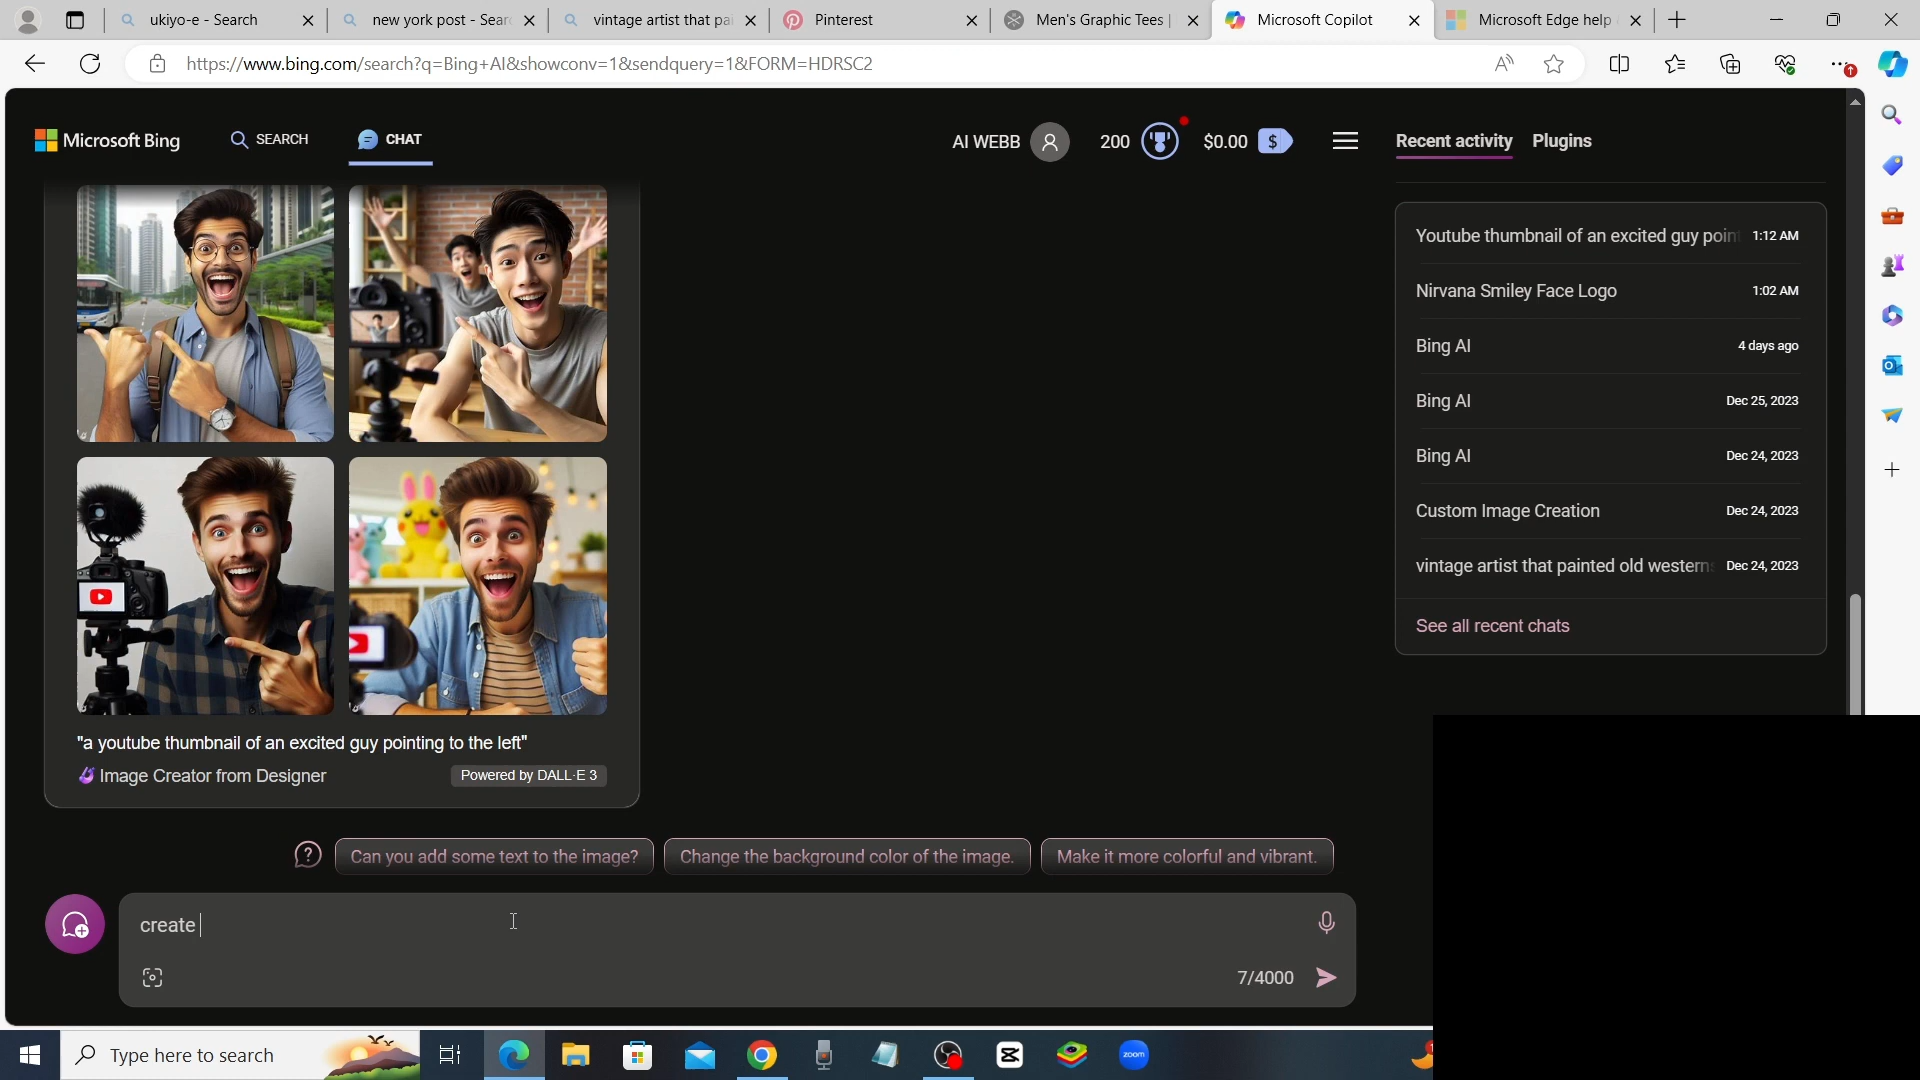 ukiyo-e - Search
new york post - Sear
vintage artist that pai
Pinterest
Men's Graphic Tees |
Microsoft Copilot
Microsoft Edge help
https://www.bing.com/search?q=Bing+AI&showconv=1&sendquery=1&FORM=HDRSC2
Microsoft Bing
SEARCH
CHAT
AI WEBB
200
$0.00
Recent activity
Plugins
Youtube thumbnail of an excited guy poin
1:12 AM
Nirvana Smiley Face Logo
1:02 AM
Bing AI
4 days ago
Bing AI
Dec 25, 2023
Bing AI
Dec 24, 2023
Custom Image Creation
Dec 24, 2023
vintage artist that painted old western
Dec 24, 2023
See all recent chats
"a youtube thumbnail of an excited guy pointing to the left"
Image Creator from Designer
Powered by DALL·E 3
Can you add some text to the image?
Change the background color of the image.
Make it more colorful and vibrant.
create
7/4000
Type here to search
zoom